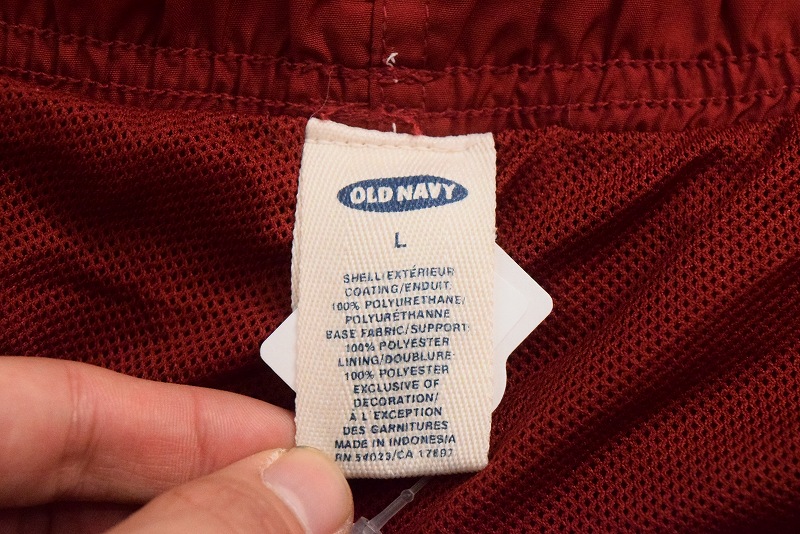 OLD NAVY
L
SHELL/EXTÉRIEUR
COATING/ENDUIT:
100% POLYURETHANE/
POLYURÉTHANNE
BASE FABRIC/SUPPORT:
100% POLYESTER
LINING/DOUBLURE:
100% POLYESTER
EXCLUSIVE OF
DECORATION/
À L'EXCEPTION
DES GARNITURES
MADE IN INDONESIA
RN 54023/CA 17897